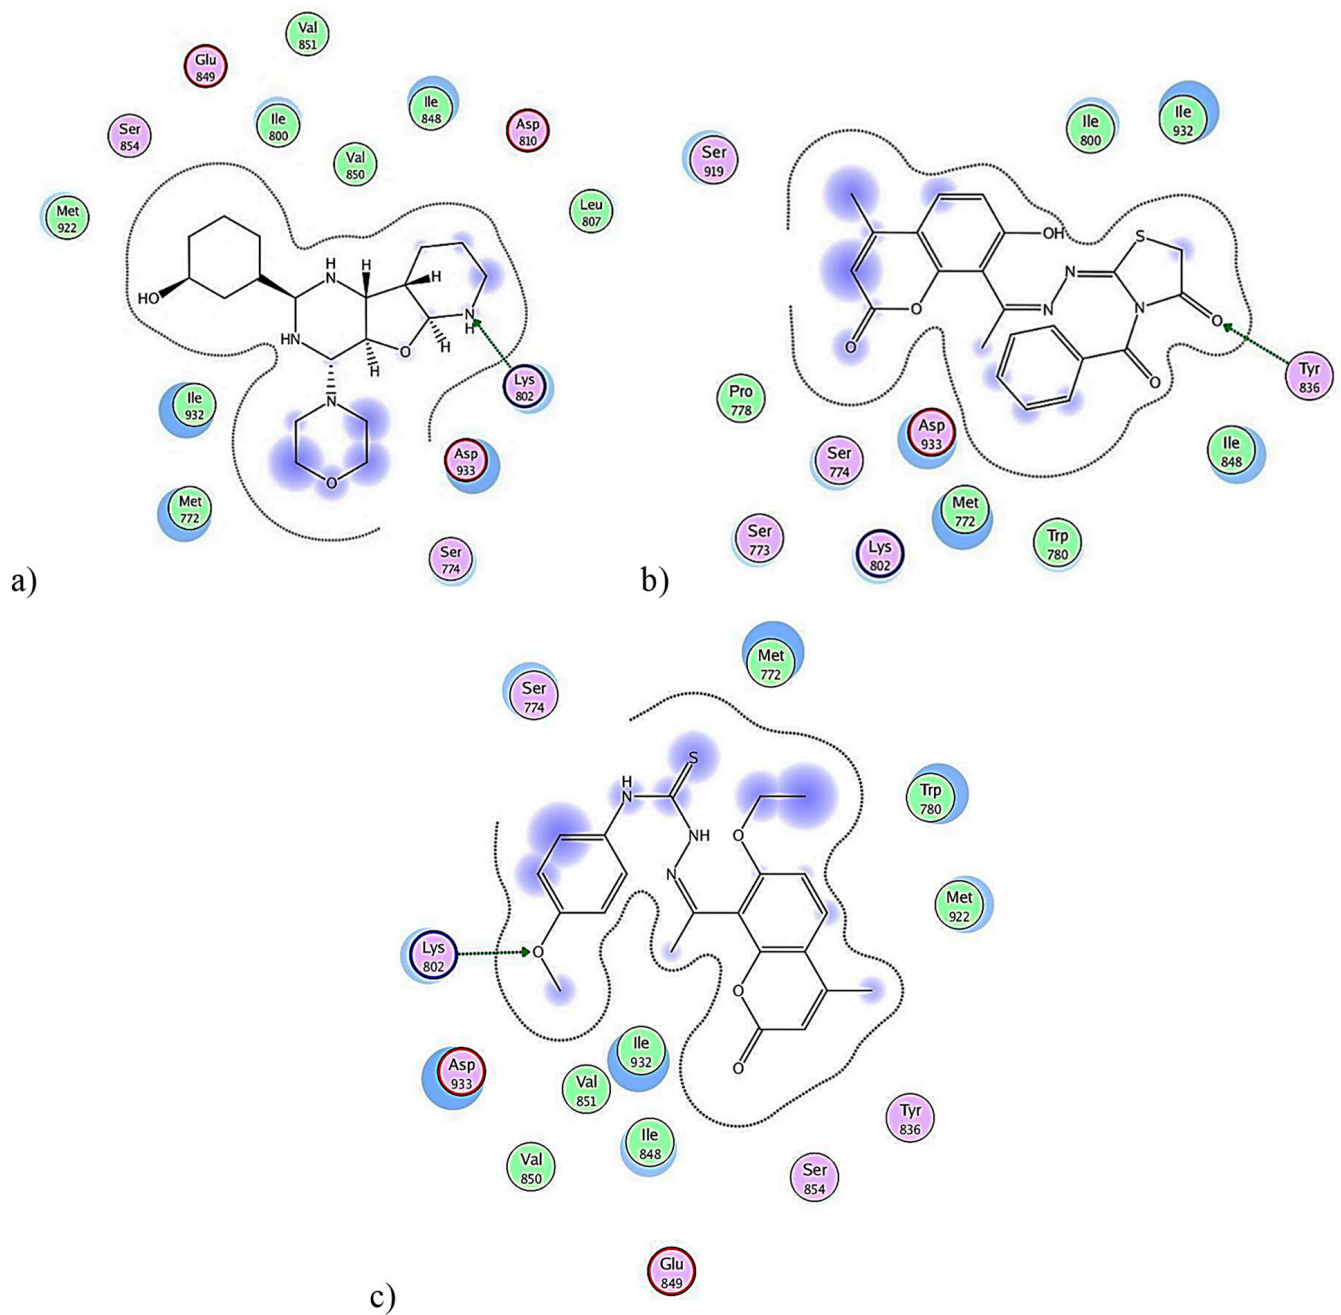 Val
851
Glu
849
Ile
848
Ile
800
Asp
810
Ser
854
Val
850
Met
922
Leu
807
H
N
H
H
HO
HN
N
H
O
H
H
Lys
802
N
Ile
932
Asp
933
O
Met
772
Ser
774
a)
Ile
932
Ile
800
Ser
919
OH
S
N
N
N
O
O
O
O
Tyr
836
Pro
778
Asp
933
Ile
848
Ser
774
Met
772
Ser
773
Lys
802
Trp
780
b)
Met
772
Ser
774
S
H
N
Trp
780
NH
O
N
Met
922
Lys
802
O
O
O
Ile
932
Asp
933
Val
851
Tyr
836
Ile
848
Val
850
Ser
854
Glu
849
c)